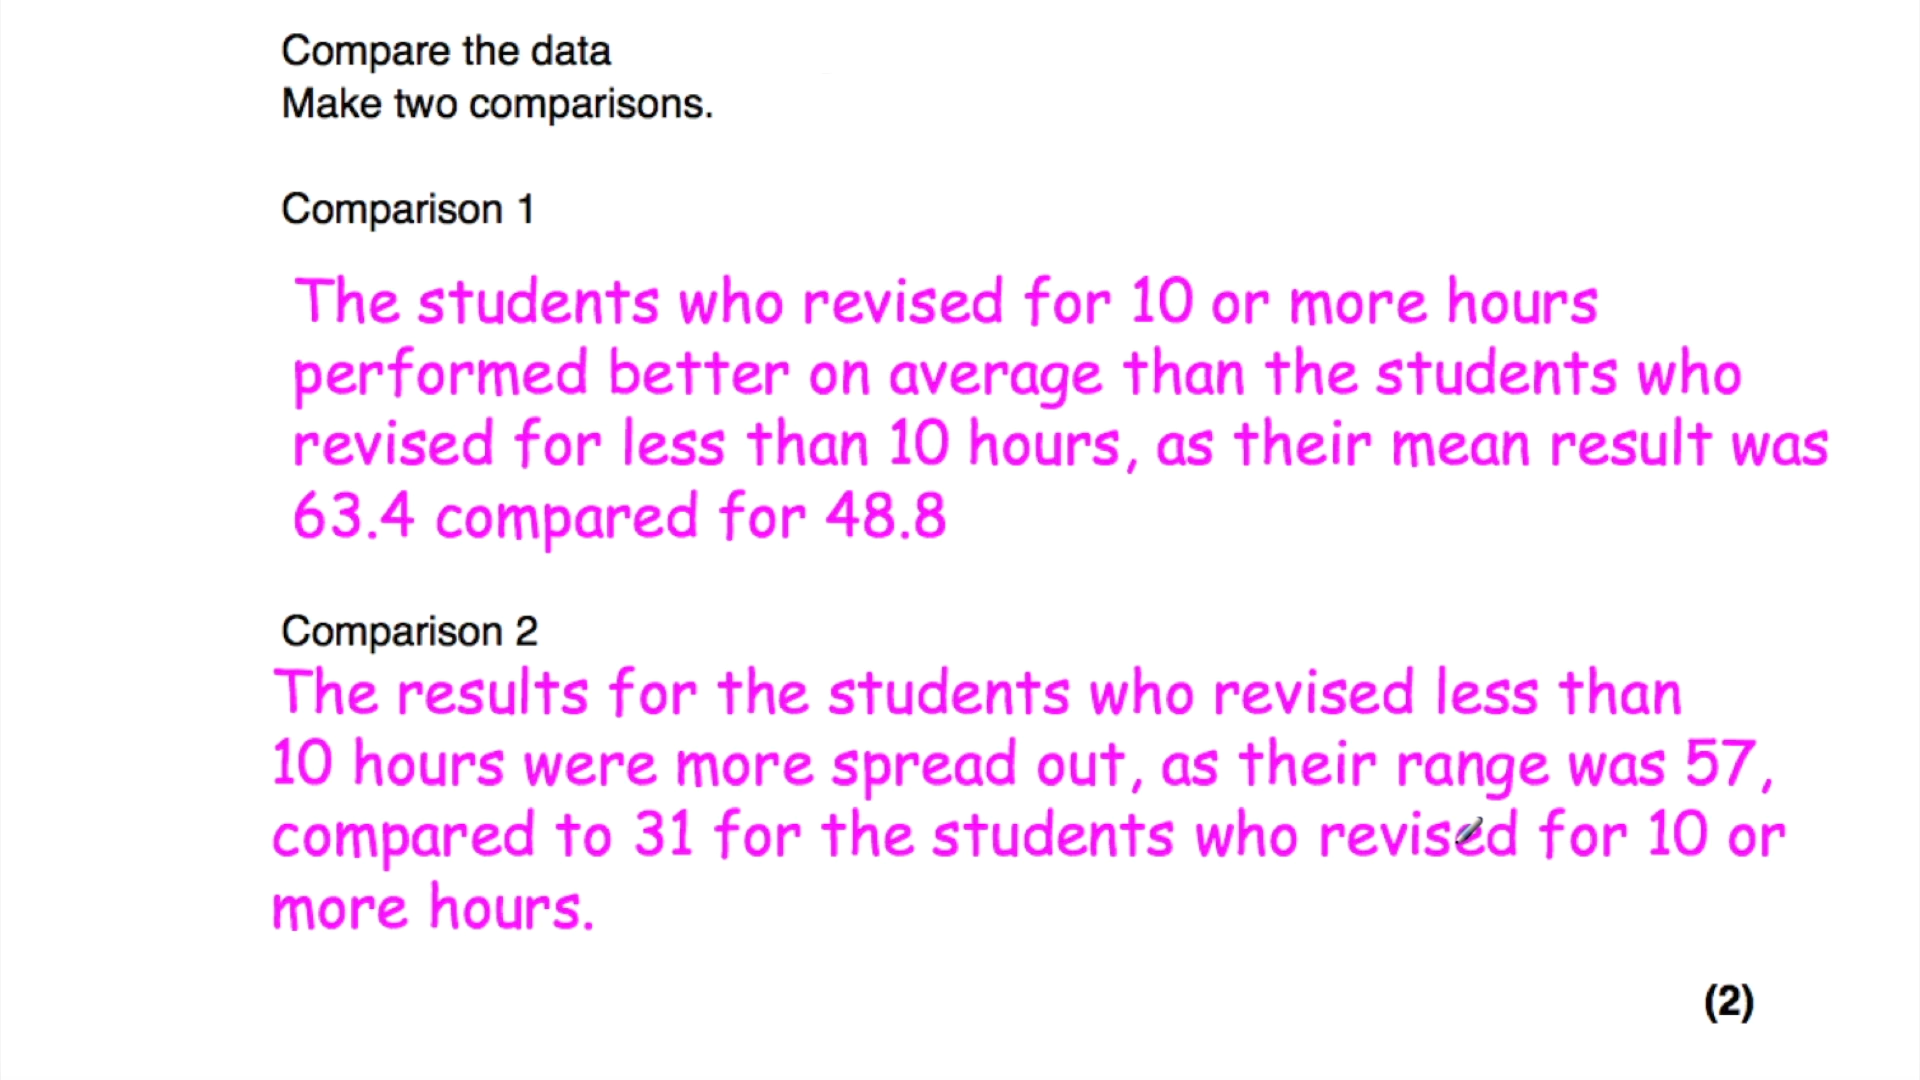 Compare the data
Make two comparisons.
Comparison 1
The students who revised for 10 or more hours
performed better on average than the students who
revised for less than 10 hours, as their mean result was
63.4 compared for 48.8
Comparison 2
The results for the students who revised less than
10 hours were more spread out, as their range was 57,
compared to 31 for the students who revised for 10 or
more hours.
(2)